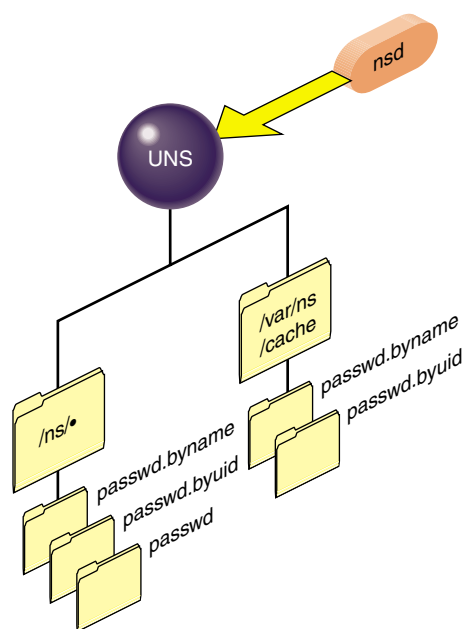 nsd
UNS
/var/ns
/cache
passwd.byname
passwd.byuid
/ns/•
passwd.byname
passwd.byuid
passwd